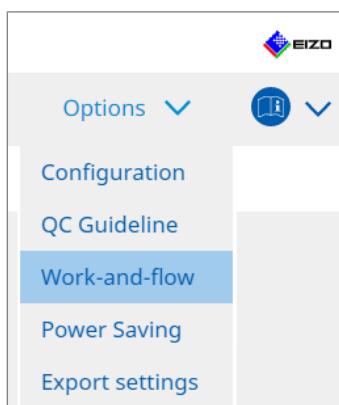 EIZO
Options
Configuration
QC Guideline
Work-and-flow
Power Saving
Export settings